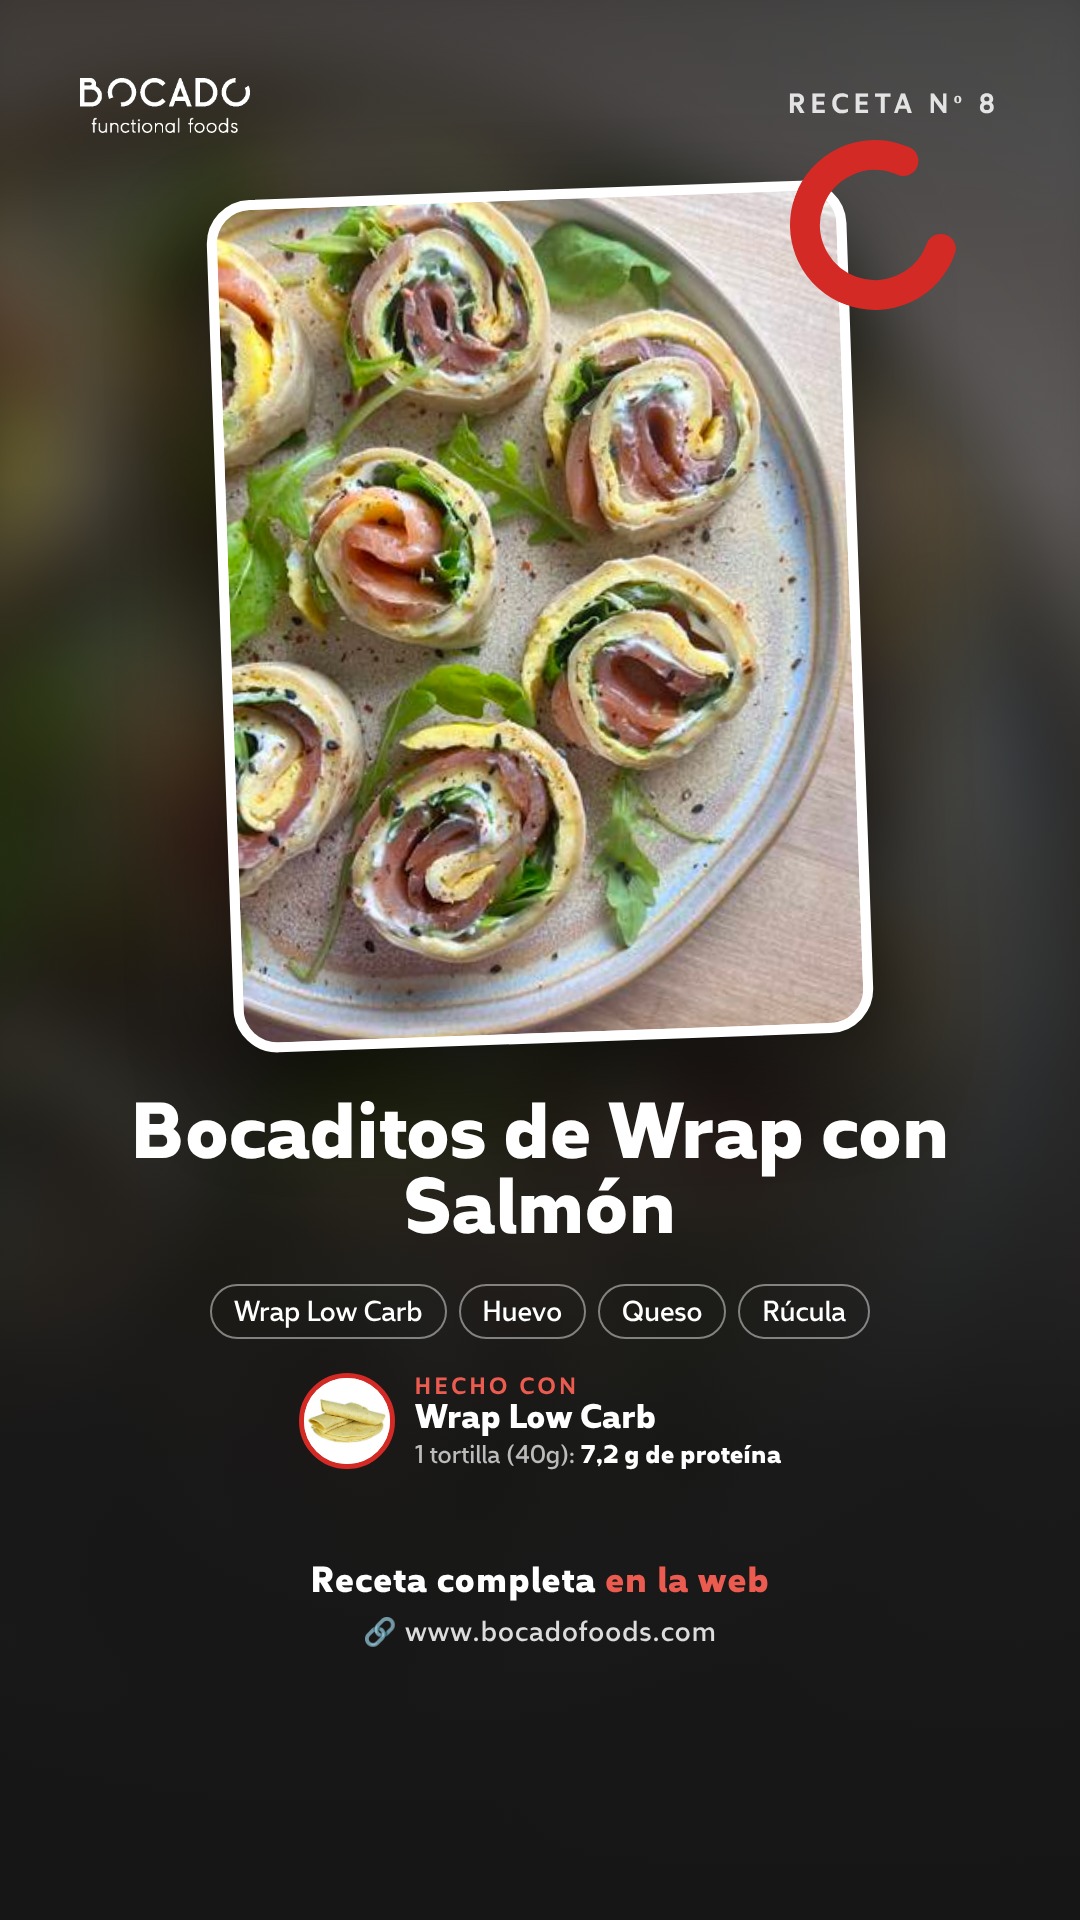 BOCADO
functional foods
RECETA Nº 8
Bocaditos de Wrap con
Salmón
Wrap Low Carb
Huevo
Queso
Rúcula
HECHO CON
Wrap Low Carb
1 tortilla (40g): 7,2 g de proteína
Receta completa en la web
🔗 www.bocadofoods.com